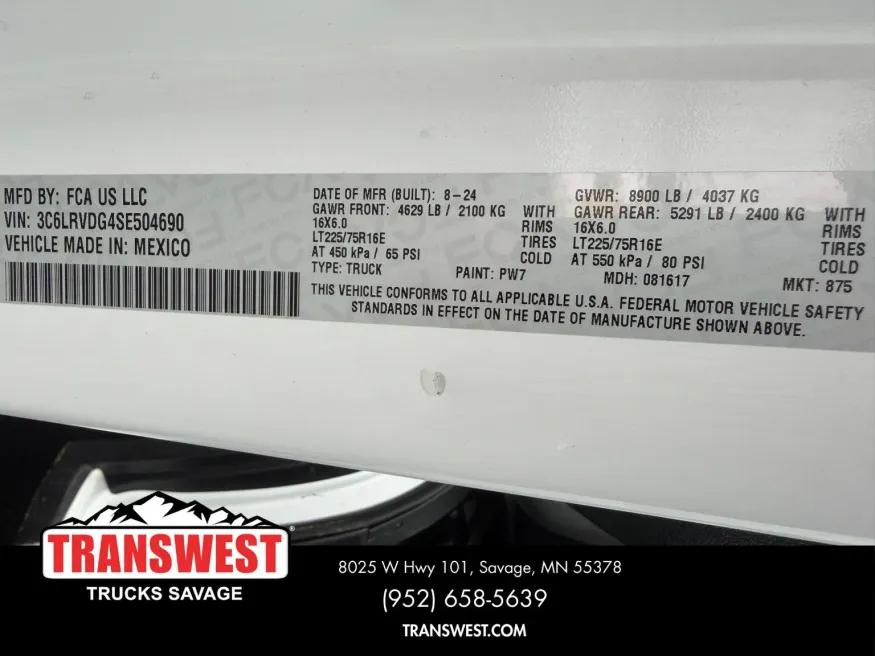 MFD BY: FCA US LLC
VIN: 3C6LRVDG4SE504690
VEHICLE MADE IN: MEXICO
DATE OF MFR (BUILT): 8-24
GAWR FRONT: 4629 LB / 2100 KG WITH
16X6.0 RIMS
LT225/75R16E TIRES
AT 450 kPa / 65 PSI COLD
TYPE: TRUCK PAINT: PW7
GVWR: 8900 LB / 4037 KG
GAWR REAR: 5291 LB / 2400 KG WITH
16X6.0 RIMS
LT225/75R16E TIRES
AT 550 kPa / 80 PSI COLD
MDH: 081617 MKT: 875
THIS VEHICLE CONFORMS TO ALL APPLICABLE U.S.A. FEDERAL MOTOR VEHICLE SAFETY
STANDARDS IN EFFECT ON THE DATE OF MANUFACTURE SHOWN ABOVE.
TRANSWEST®
TRUCKS SAVAGE
8025 W Hwy 101, Savage, MN 55378
(952) 658-5639
TRANSWEST.COM